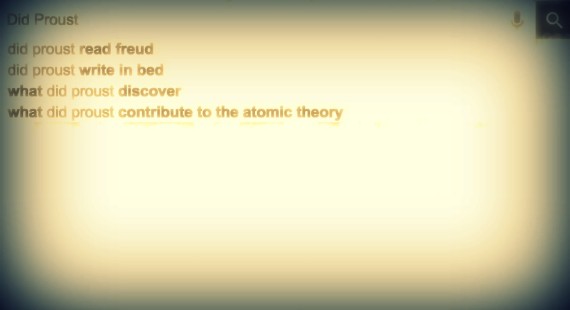 Did Proust
did proust read freud
did proust write in bed
what did proust discover
what did proust contribute to the atomic theory